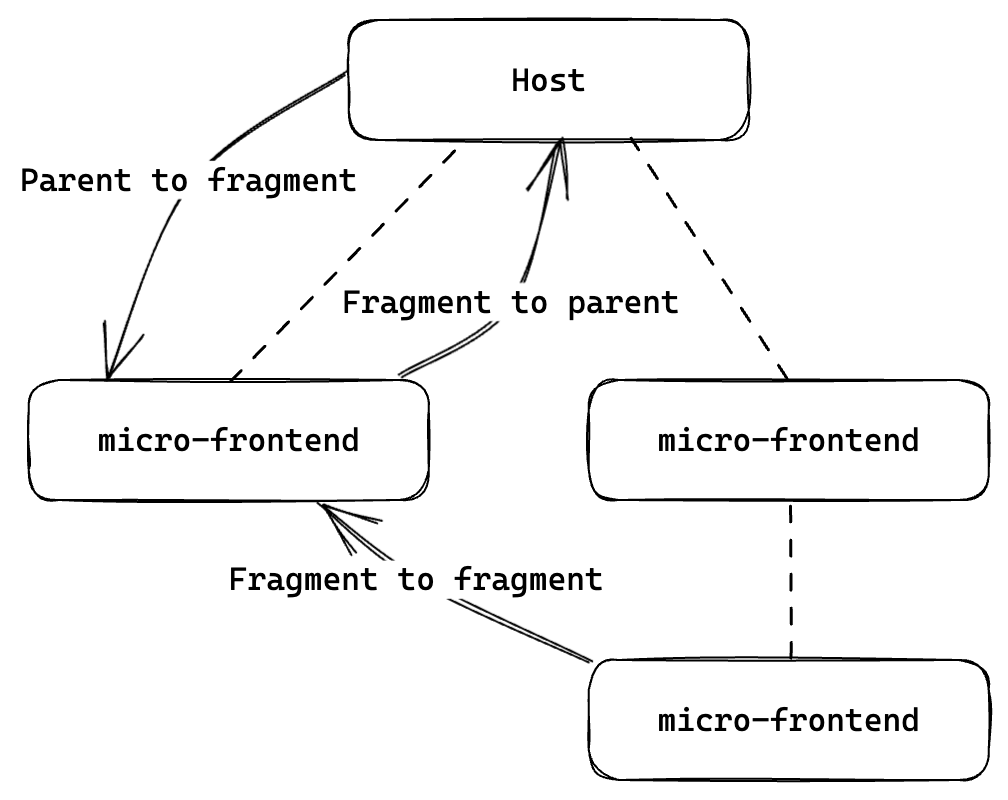 Host
Parent to fragment
Fragment to parent
micro-frontend
micro-frontend
Fragment to fragment
micro-frontend